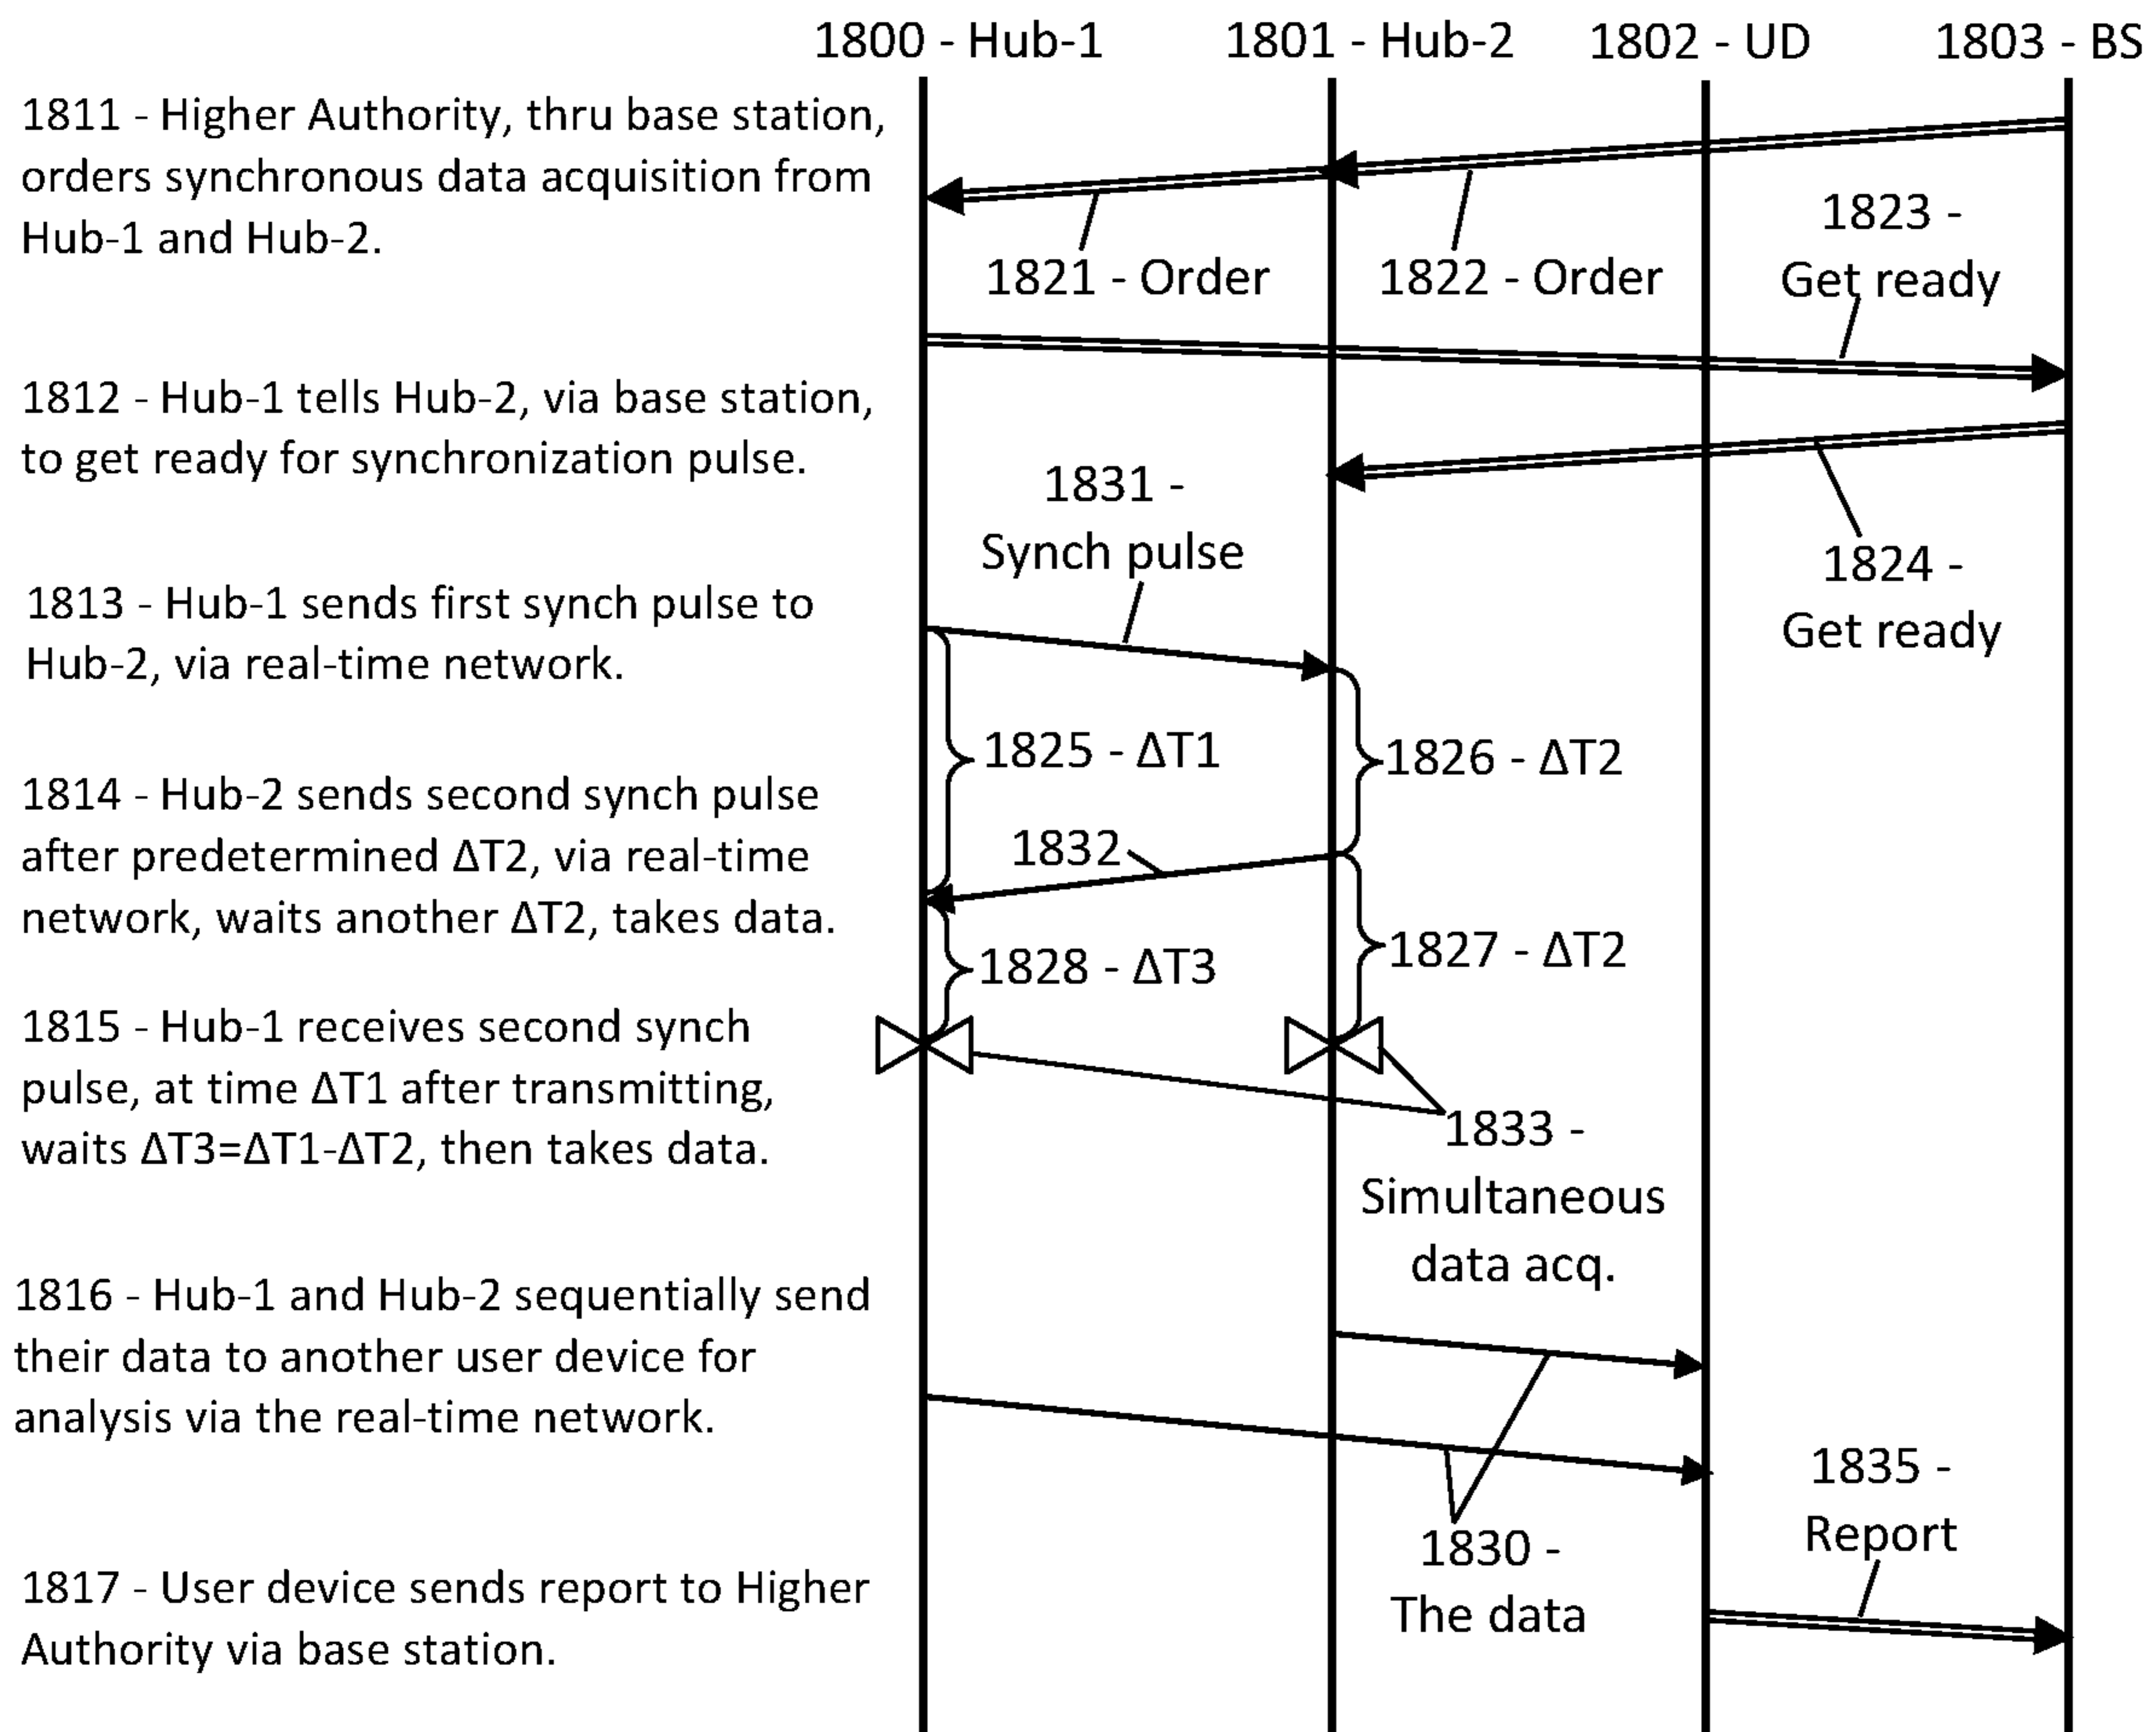 1800 - Hub-1
1801 - Hub-2
1802 - UD
1803 - BS
1811 - Higher Authority, thru base station,
orders synchronous data acquisition from
Hub-1 and Hub-2.
1821 - Order
1822 - Order
1823 -
Get ready
1812 - Hub-1 tells Hub-2, via base station,
to get ready for synchronization pulse.
1831 -
Synch pulse
1824 -
Get ready
1813 - Hub-1 sends first synch pulse to
Hub-2, via real-time network.
1825 - ΔT1
1826 - ΔT2
1814 - Hub-2 sends second synch pulse
after predetermined ΔT2, via real-time
network, waits another ΔT2, takes data.
1832
1828 - ΔT3
1827 - ΔT2
1815 - Hub-1 receives second synch
pulse, at time ΔT1 after transmitting,
waits ΔT3=ΔT1-ΔT2, then takes data.
1833 -
Simultaneous
data acq.
1816 - Hub-1 and Hub-2 sequentially send
their data to another user device for
analysis via the real-time network.
1830 -
The data
1835 -
Report
1817 - User device sends report to Higher
Authority via base station.